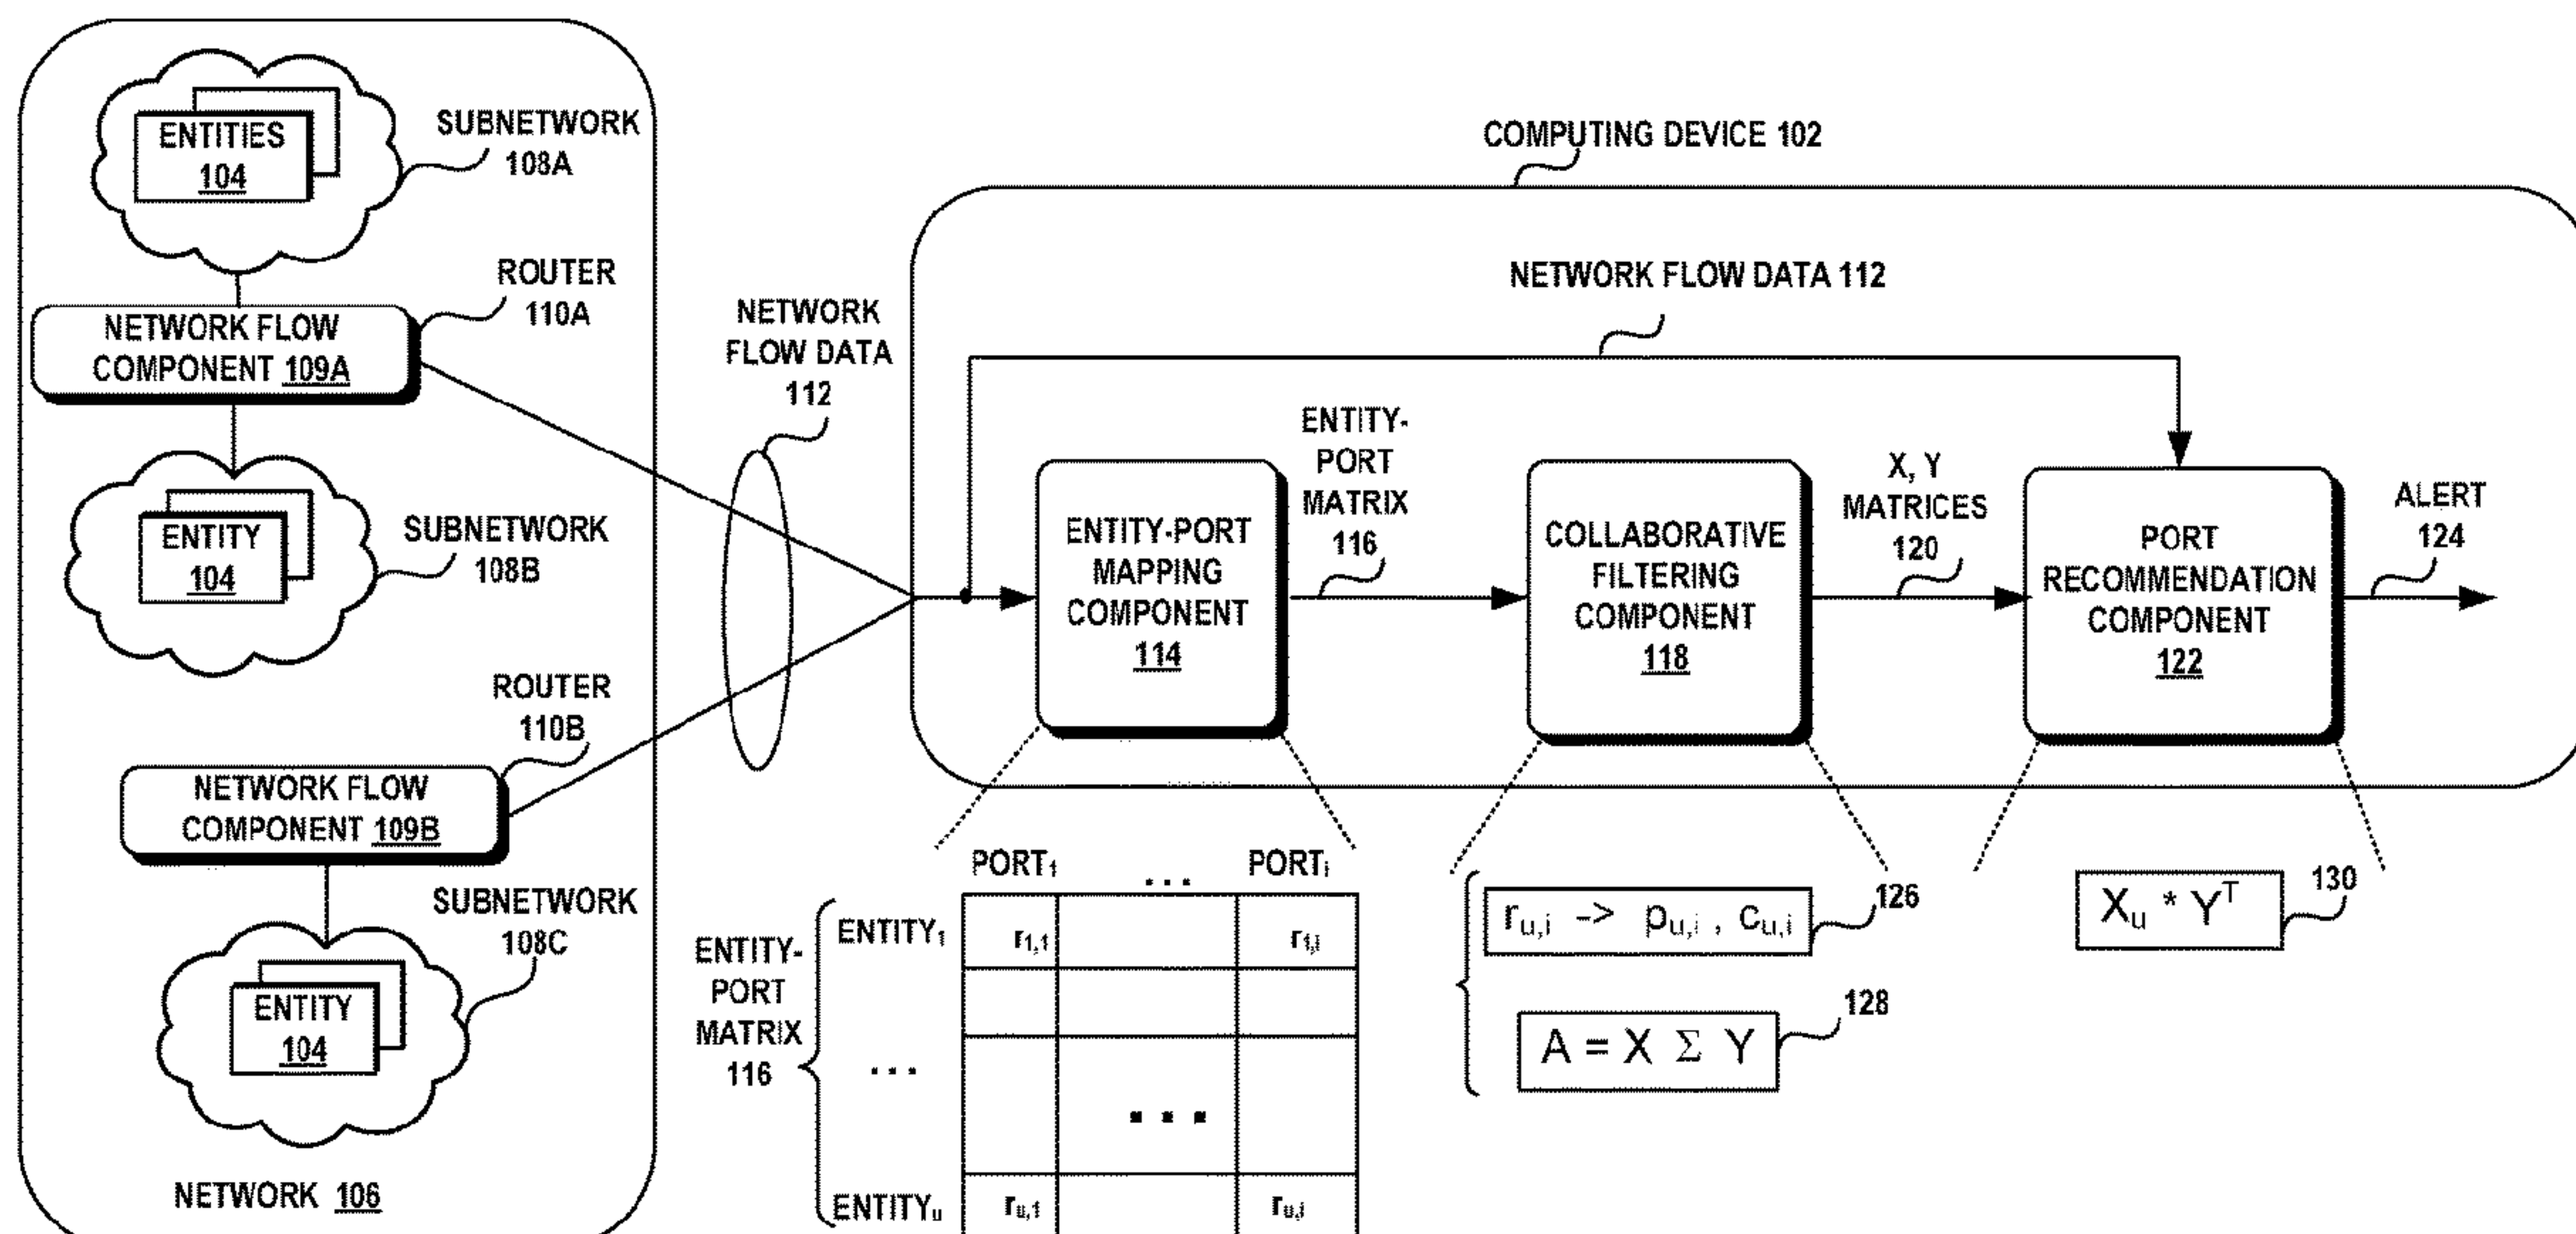 ENTITIES
104
SUBNETWORK
108A
ROUTER
110A
NETWORK FLOW
COMPONENT 109A
ENTITY
104
SUBNETWORK
108B
ROUTER
110B
NETWORK FLOW
COMPONENT 109B
SUBNETWORK
108C
ENTITY
104
NETWORK 106
NETWORK
FLOW DATA
112
COMPUTING DEVICE 102
NETWORK FLOW DATA 112
ENTITY-PORT
MAPPING
COMPONENT
114
ENTITY-
PORT
MATRIX
116
COLLABORATIVE
FILTERING
COMPONENT
118
X, Y
MATRICES
120
PORT
RECOMMENDATION
COMPONENT
122
ALERT
124
PORT₁ ... PORTᵢ
ENTITY-
PORT
MATRIX
116
ENTITY₁ r₁,₁ r₁,ᵢ
... ...
ENTITYᵤ rᵤ,₁ rᵤ,ᵢ
rᵤ,ᵢ -> pᵤ,ᵢ , cᵤ,ᵢ
126
A = X Σ Y
128
Xᵤ * Yᵀ
130